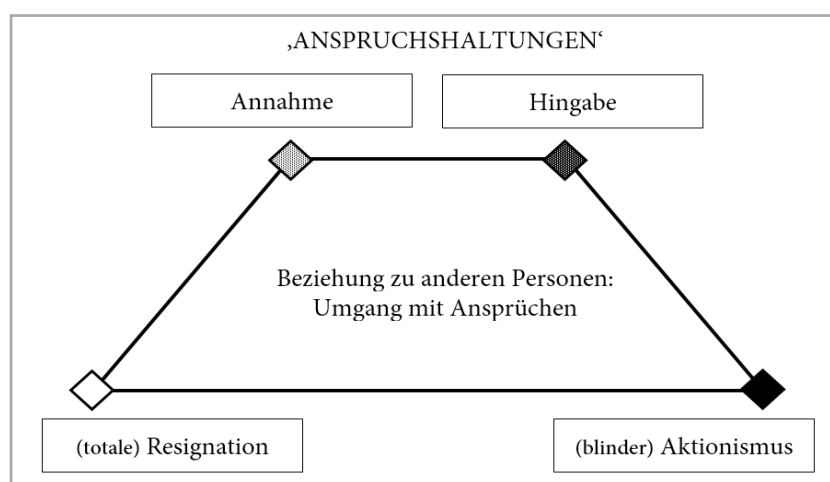 ‚ANSPRUCHSHALTUNGEN‘
Annahme
Hingabe
Beziehung zu anderen Personen:
Umgang mit Ansprüchen
(totale) Resignation
(blinder) Aktionismus